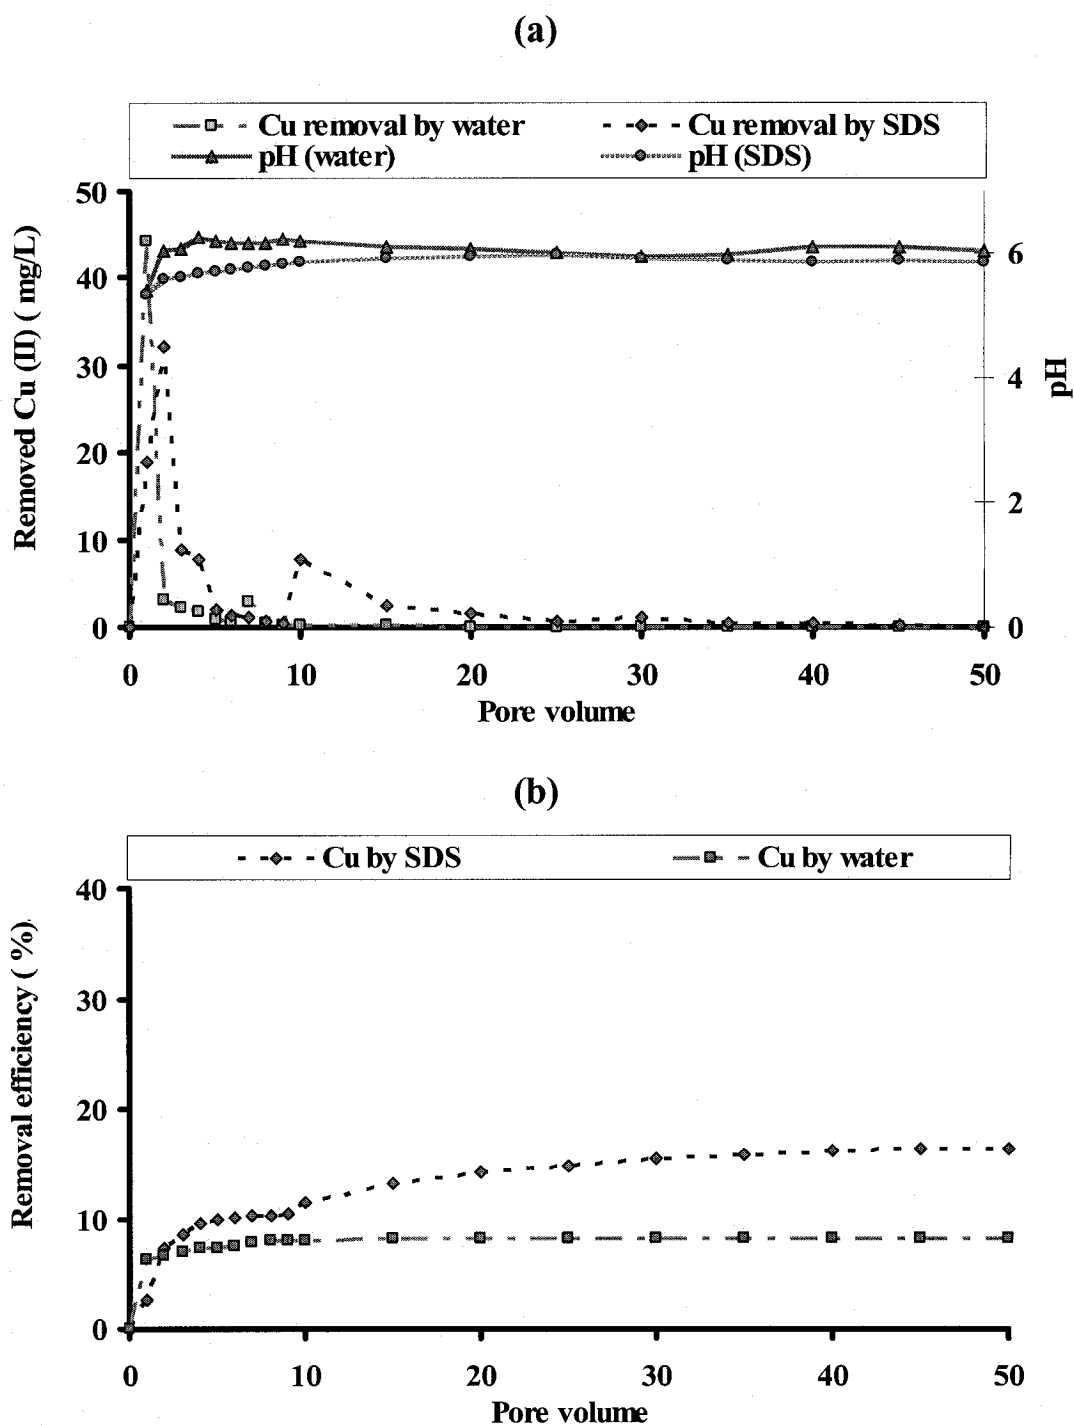 (a)
Cu removal by water
Cu removal by SDS
pH (water)
pH (SDS)
Removed Cu (II) ( mg/L)
50
40
30
20
10
0
6
4
2
0
pH
0
10
20
30
40
50
Pore volume
(b)
Cu by SDS
Cu by water
Removal efficiency ( %)
40
30
20
10
0
0
10
20
30
40
50
Pore volume